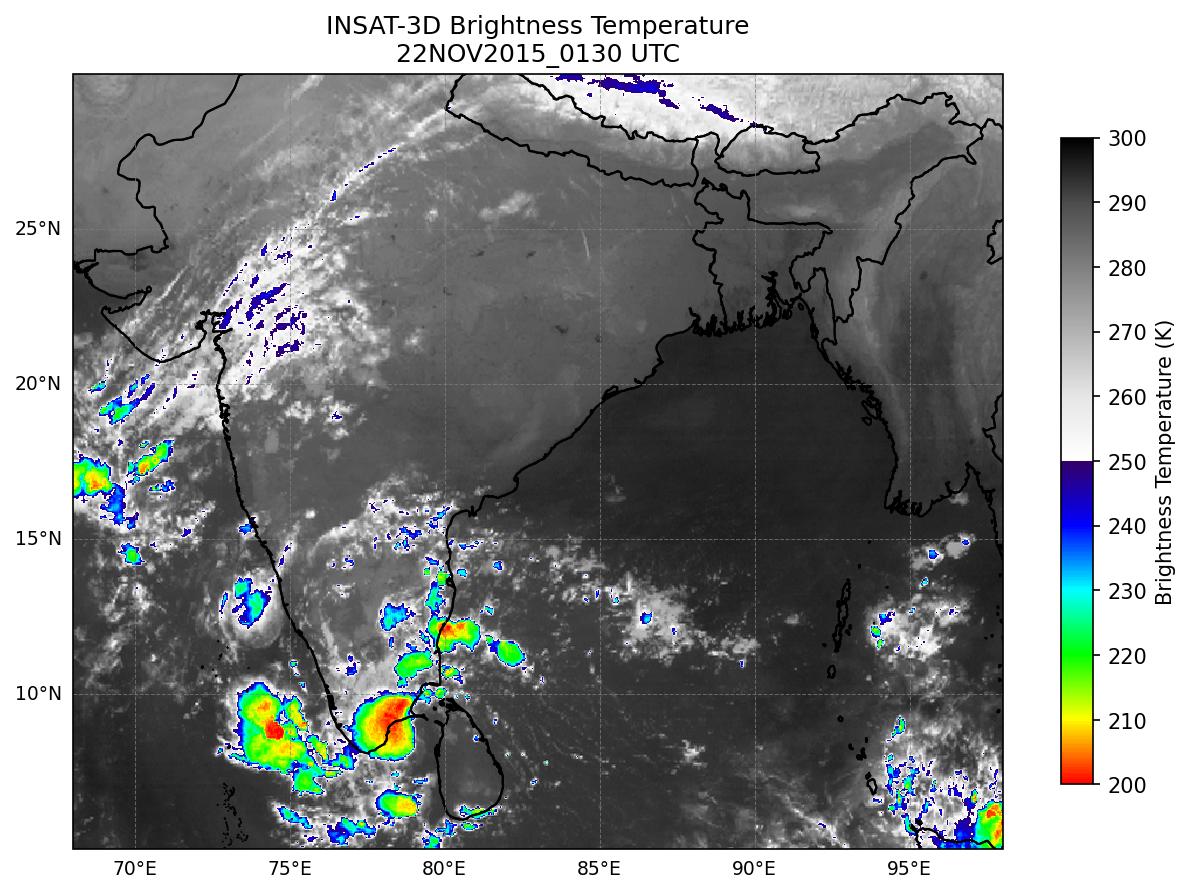 INSAT-3D Brightness Temperature
22NOV2015_0130 UTC
25°N
20°N
15°N
10°N
70°E
75°E
80°E
85°E
90°E
95°E
300
290
280
270
260
250
240
230
220
210
200
Brightness Temperature (K)